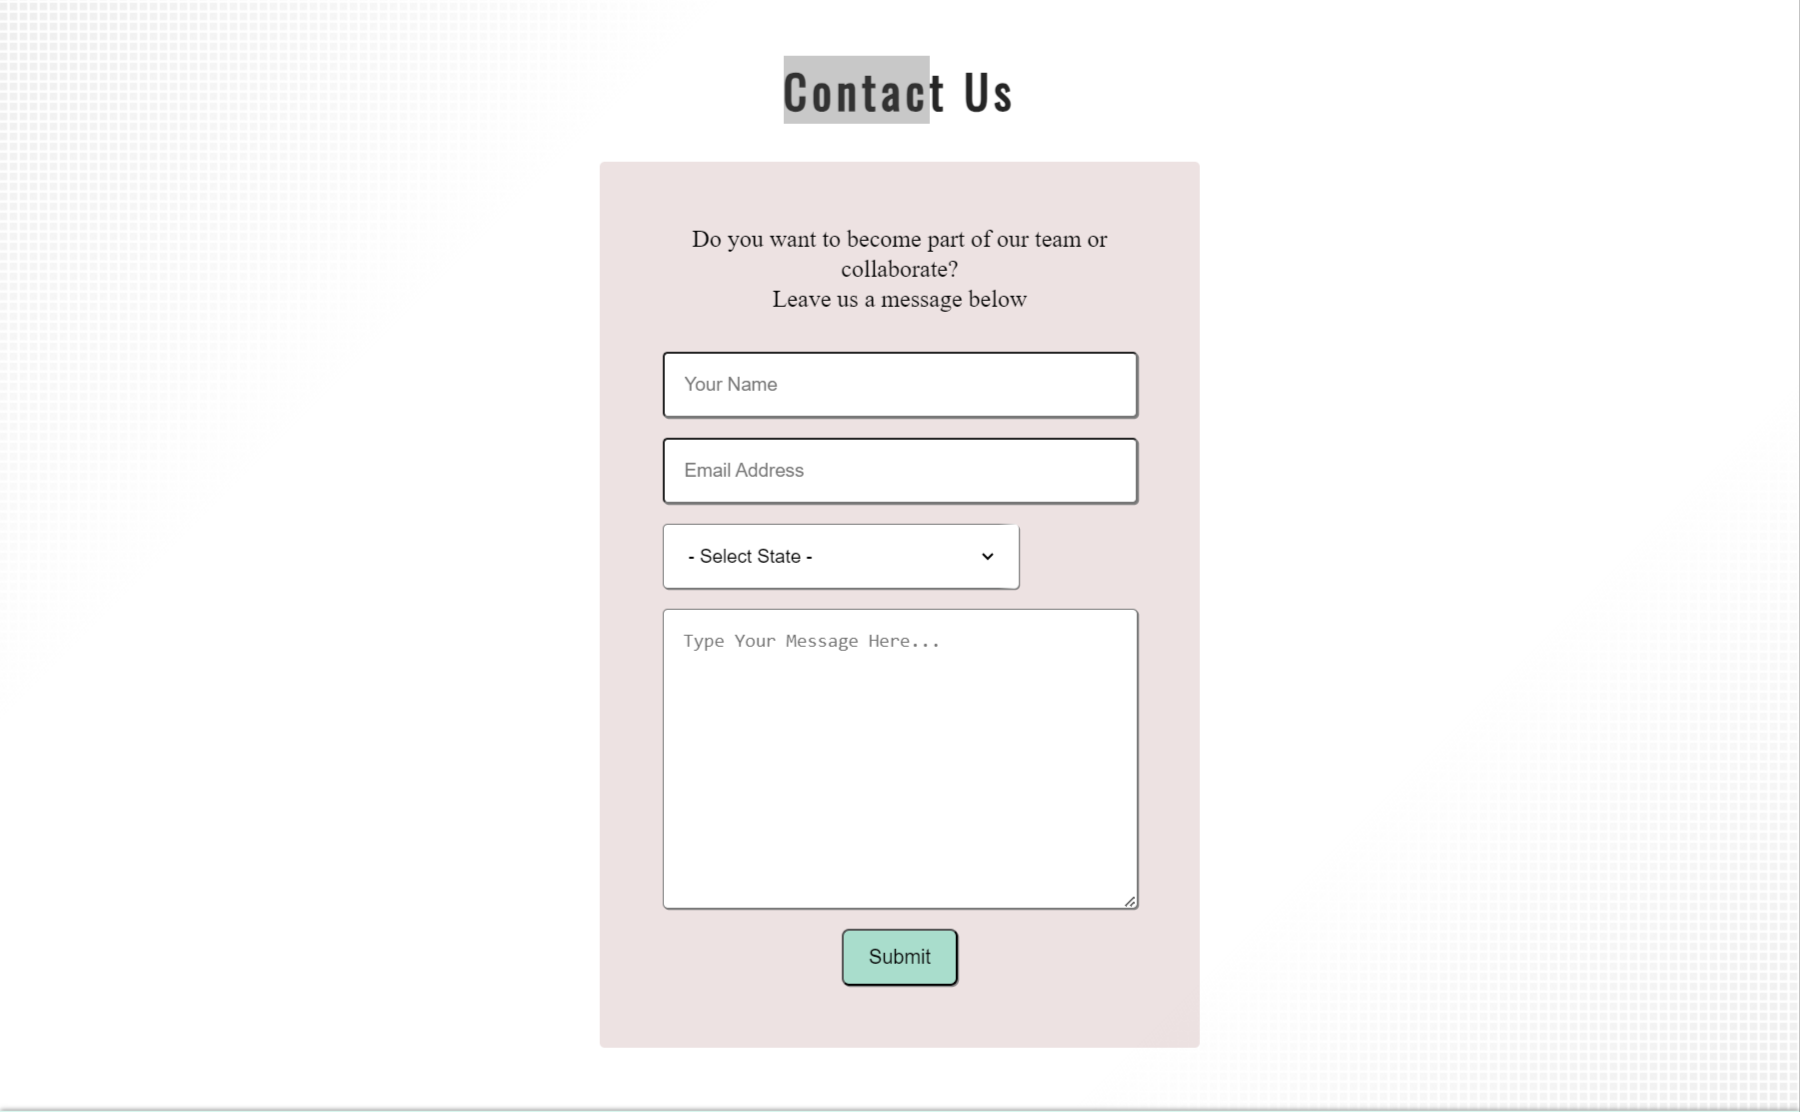 Contact Us
Do you want to become part of our team or
collaborate?
Leave us a message below
Your Name
Email Address
- Select State -
Type Your Message Here...
Submit